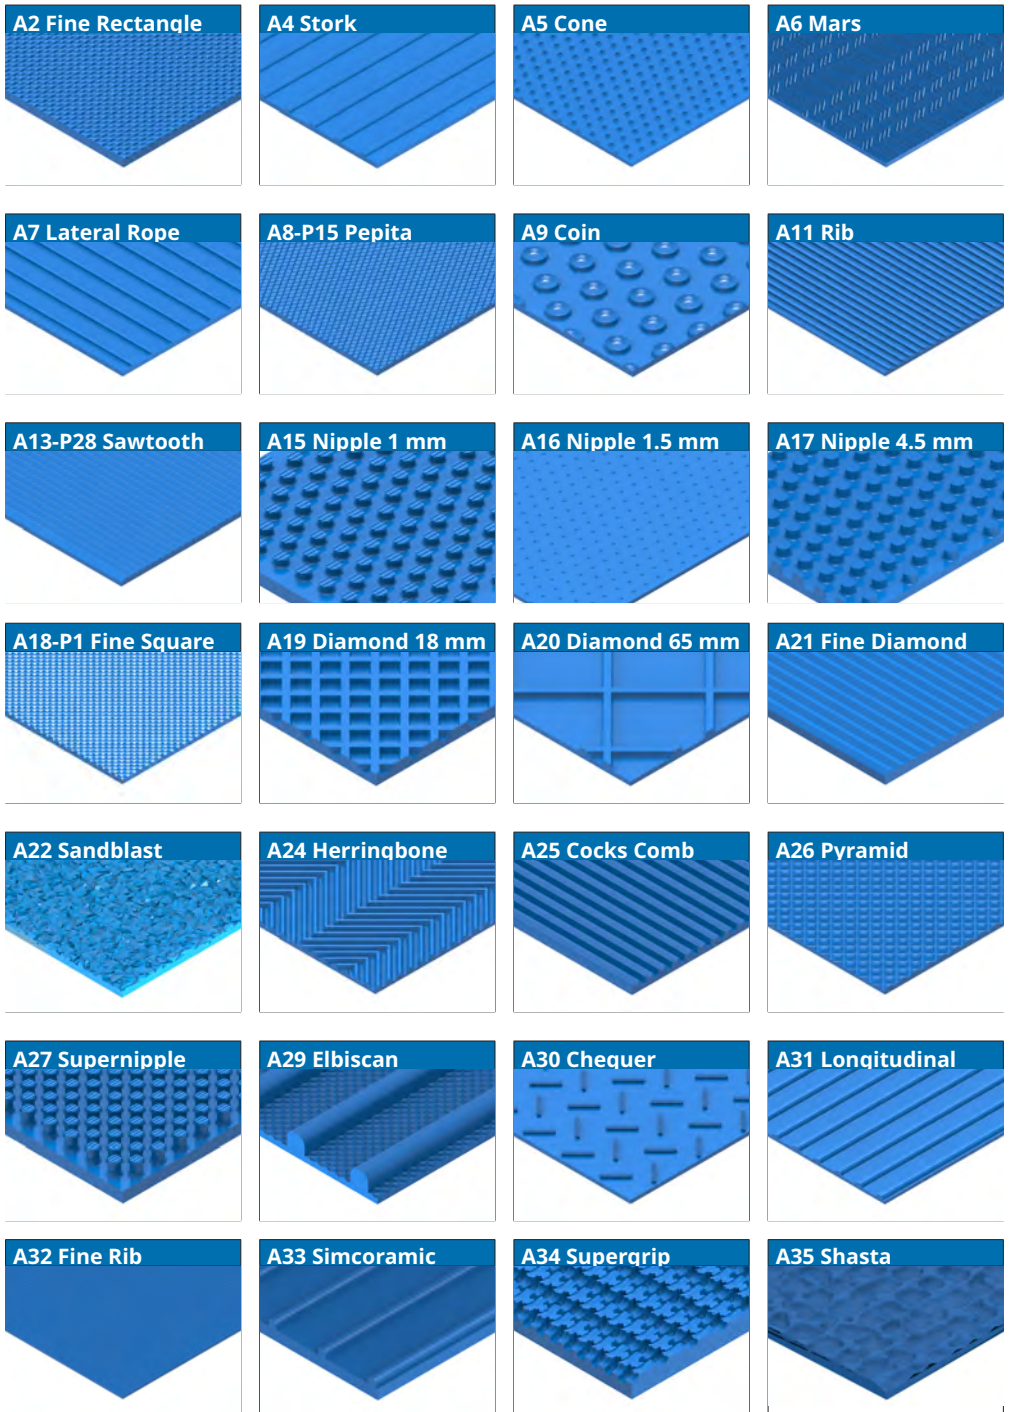 A2 Fine Rectangle
A4 Stork
A5 Cone
A6 Mars
A7 Lateral Rope
A8-P15 Pepita
A9 Coin
A11 Rib
A13-P28 Sawtooth
A15 Nipple 1 mm
A16 Nipple 1.5 mm
A17 Nipple 4.5 mm
A18-P1 Fine Square
A19 Diamond 18 mm
A20 Diamond 65 mm
A21 Fine Diamond
A22 Sandblast
A24 Herringbone
A25 Cocks Comb
A26 Pyramid
A27 Supernipple
A29 Elbiscan
A30 Chequer
A31 Longitudinal
A32 Fine Rib
A33 Simcoramic
A34 Supergrip
A35 Shasta